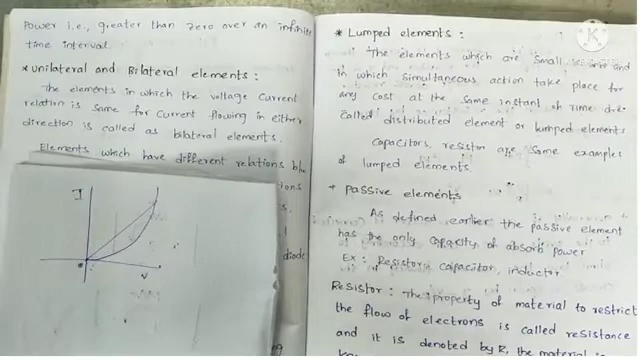 Power i.e., greater than zero over an infinite
time interval
* Unilateral and Bilateral elements :
The elements in which the voltage current
relation is same for current flowing in either
direction is called as bilateral elements.
Elements which have different relations b/w
ions
s.
diode
I
V
* Lumped elements :
The elements which are small and
in which simultaneous action take place for
any cost at the same instant of time are
called distributed element or lumped elements
Capacitors, resistor are some examples
of lumped elements.
* Passive elements
As defined earlier the passive element
has the only capacity of absorb power
Ex : Resistor, capacitor, inductor
Resistor : The property of material to restrict
the flow of electrons is called resistance
and it is denoted by R, the material